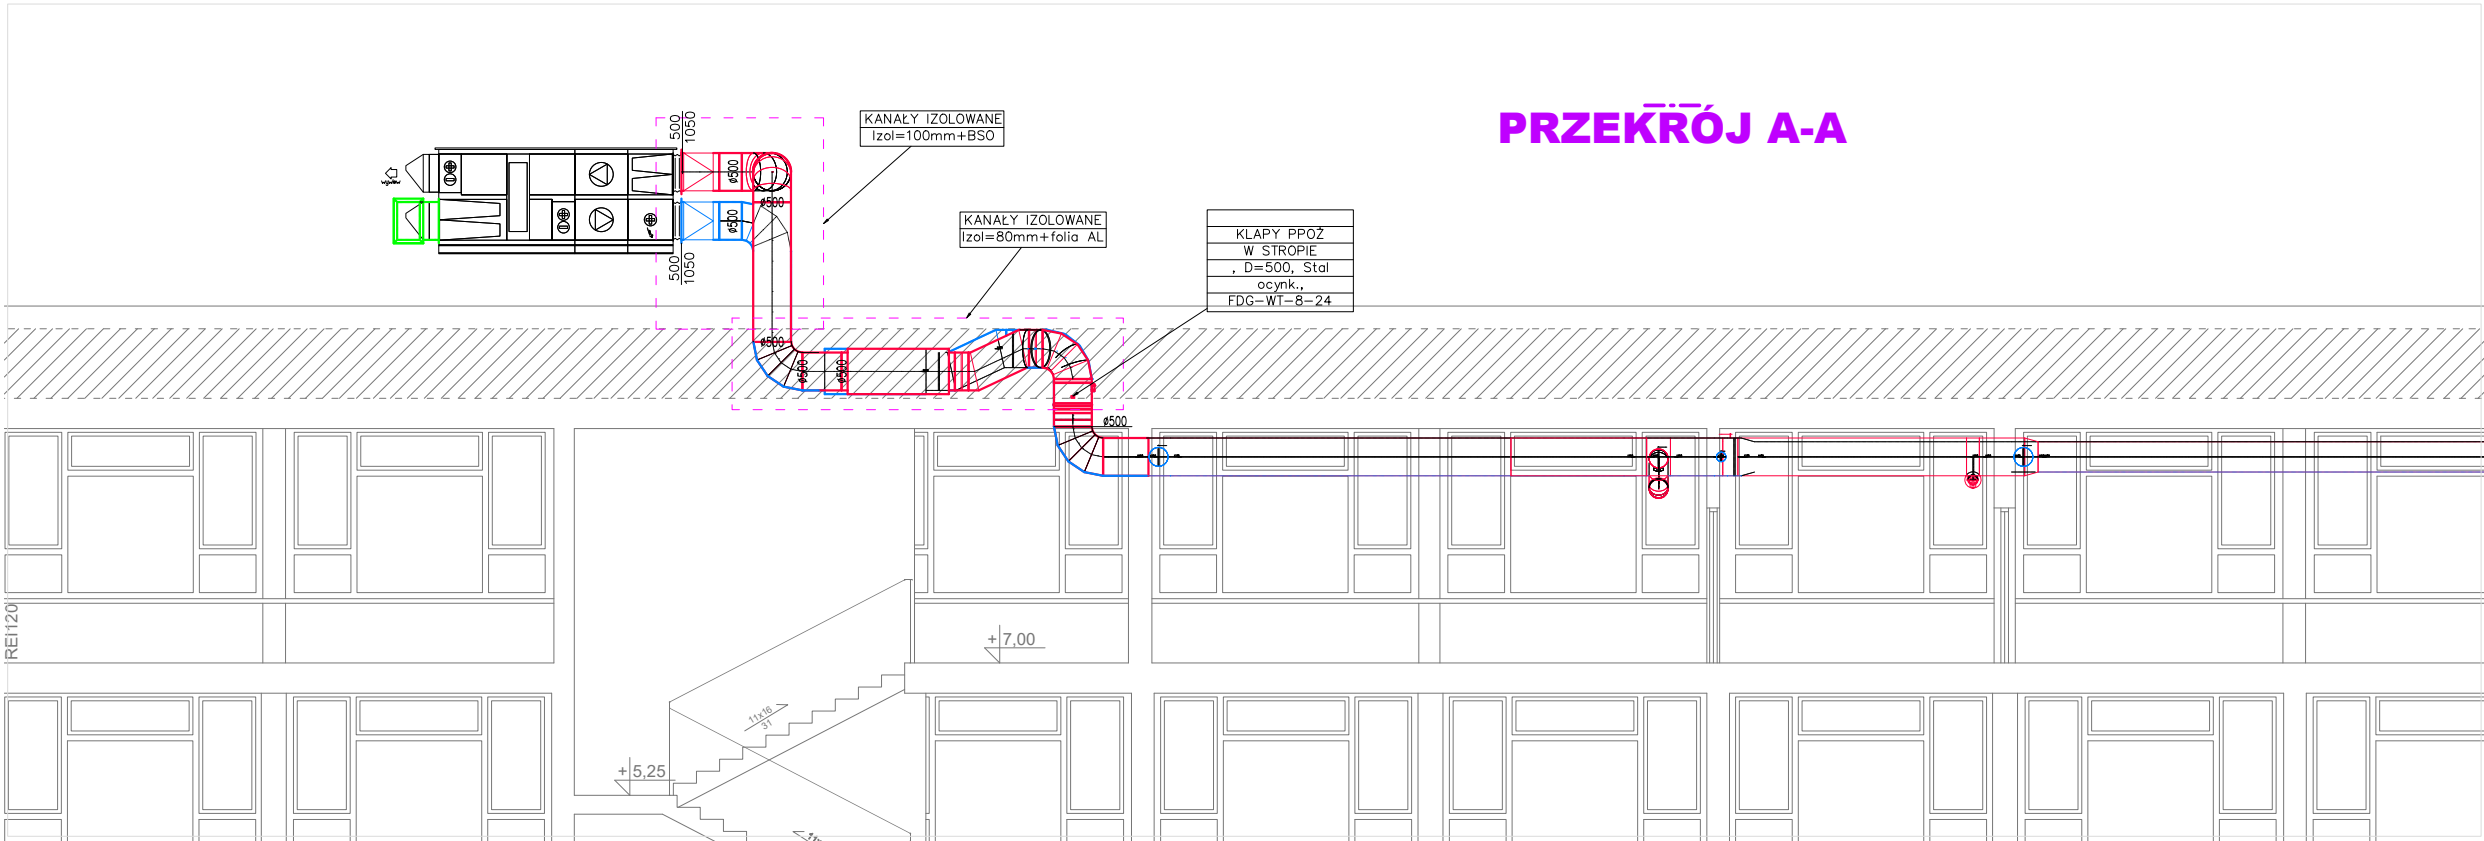 PRZEKRÓJ A-A
KANAŁY IZOLOWANE
Izol=100mm+BSO
500
1050
ø500
ø500
500
1050
ø500
KANAŁY IZOLOWANE
Izol=80mm+folia AL
KLAPY PPOŻ
W STROPIE
, D=500, Stal
ocynk.,
FDG-WT-8-24
ø500
ø500
ø500
ø500
REI120
+7,00
11x16
31
+5,25